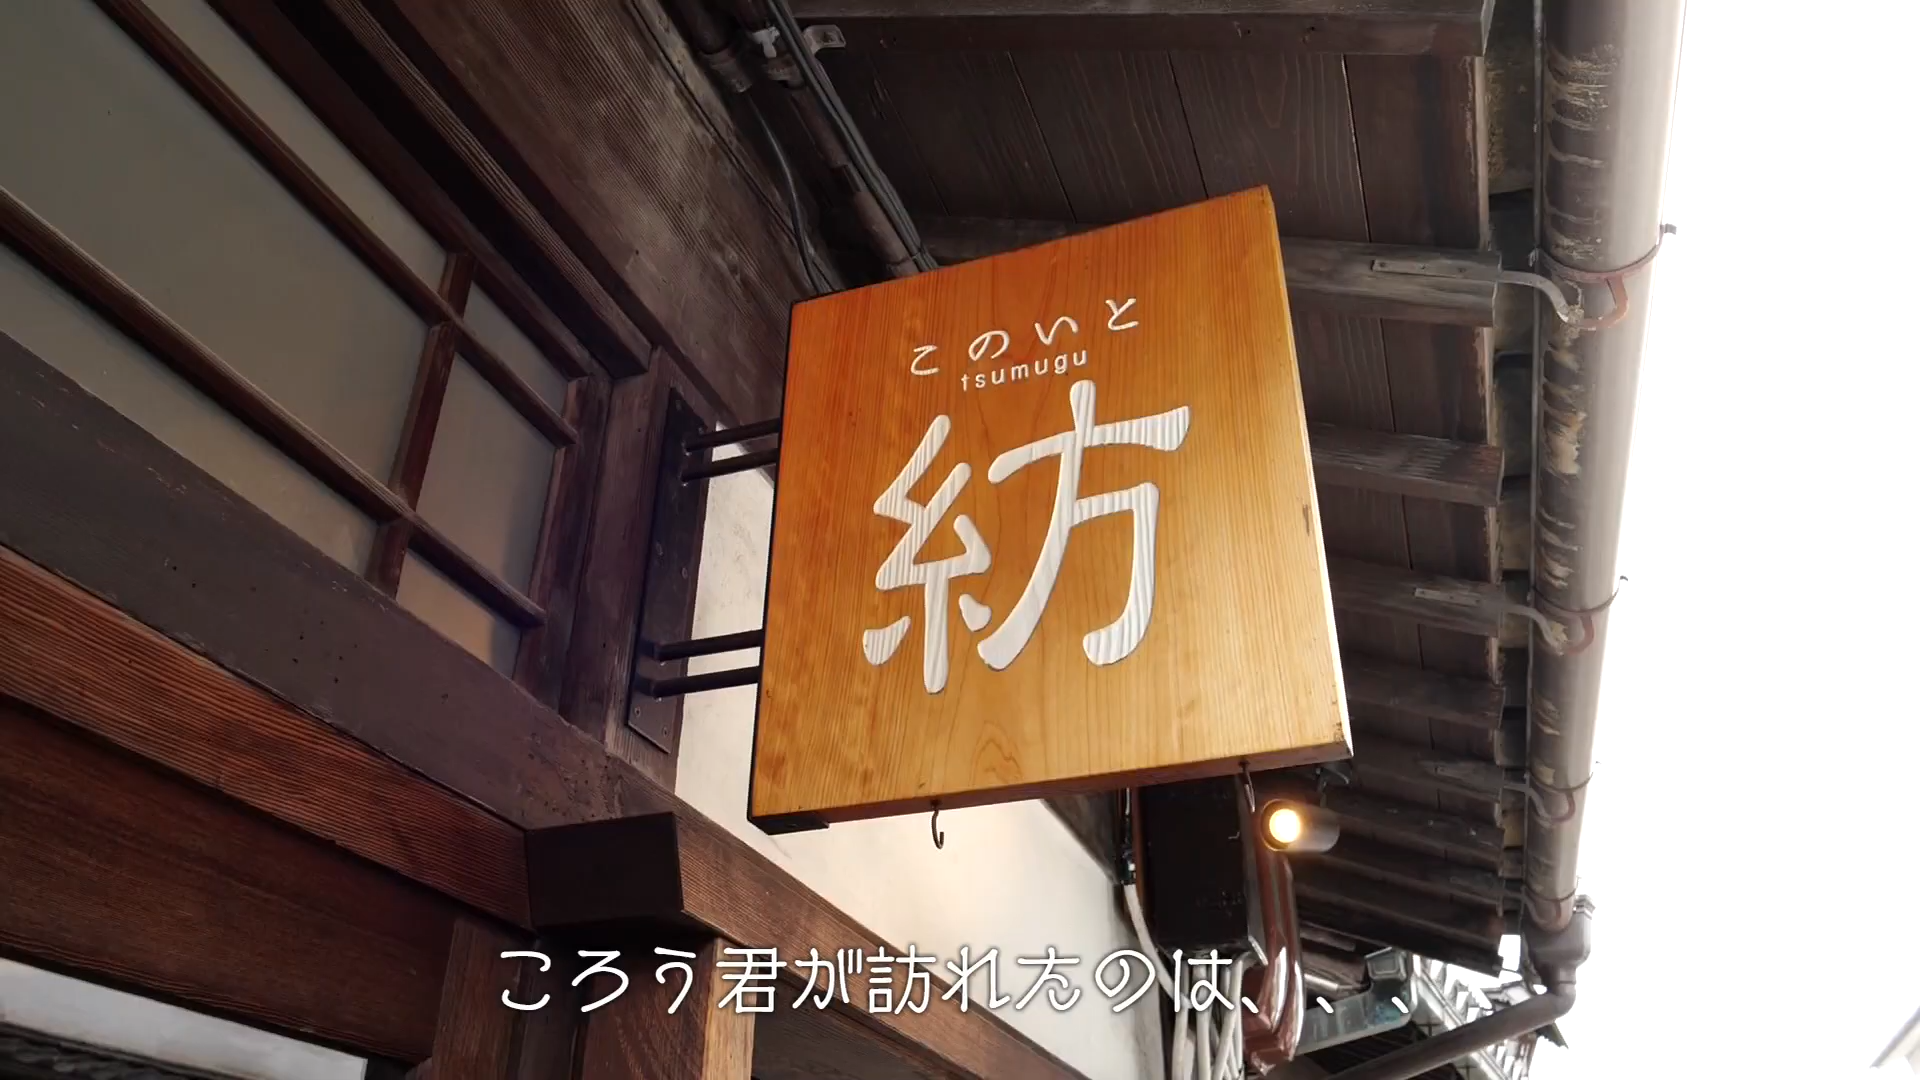 このいと
tsumugu
紡
ころう君が訪れたのは、、、